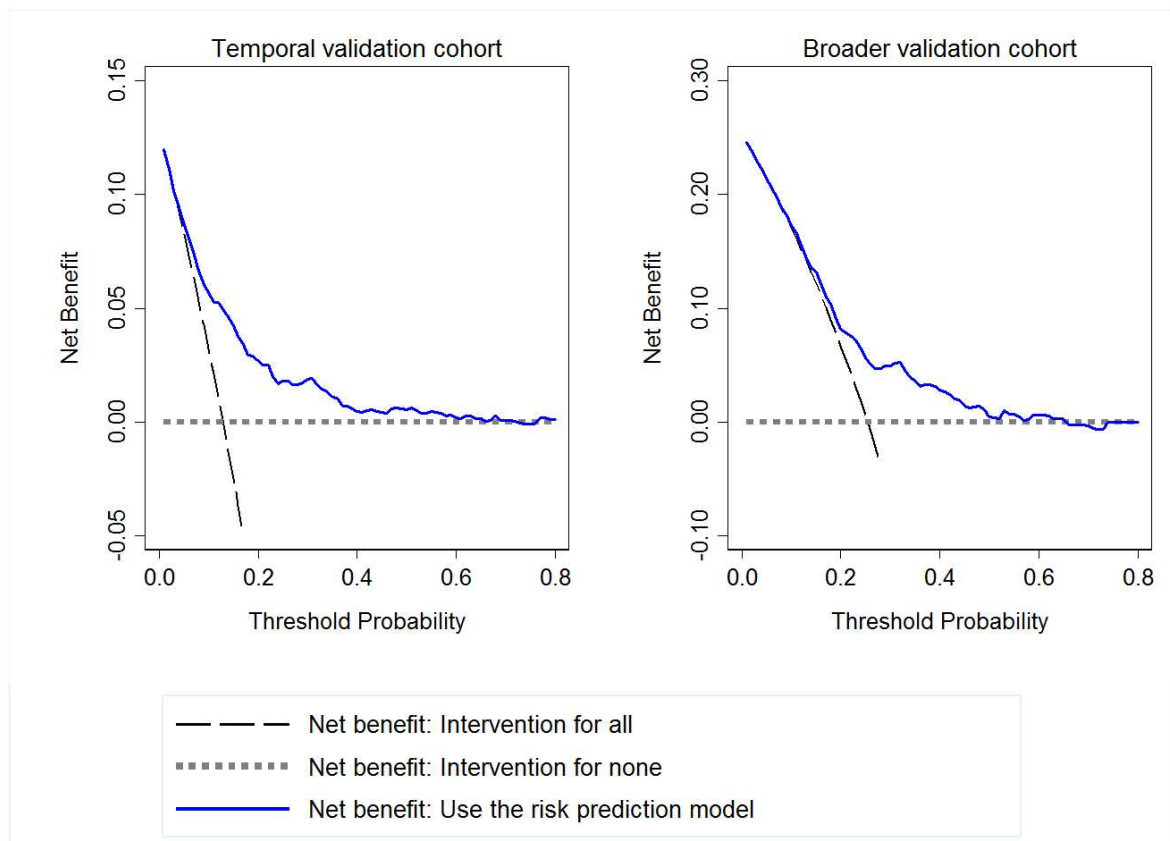 Temporal validation cohort
0.15
0.10
0.05
0.00
-0.05
Net Benefit
0.0 0.2 0.4 0.6 0.8
Threshold Probability
Broader validation cohort
0.30
0.20
0.10
0.00
-0.10
Net Benefit
0.0 0.2 0.4 0.6 0.8
Threshold Probability
Net benefit: Intervention for all
Net benefit: Intervention for none
Net benefit: Use the risk prediction model